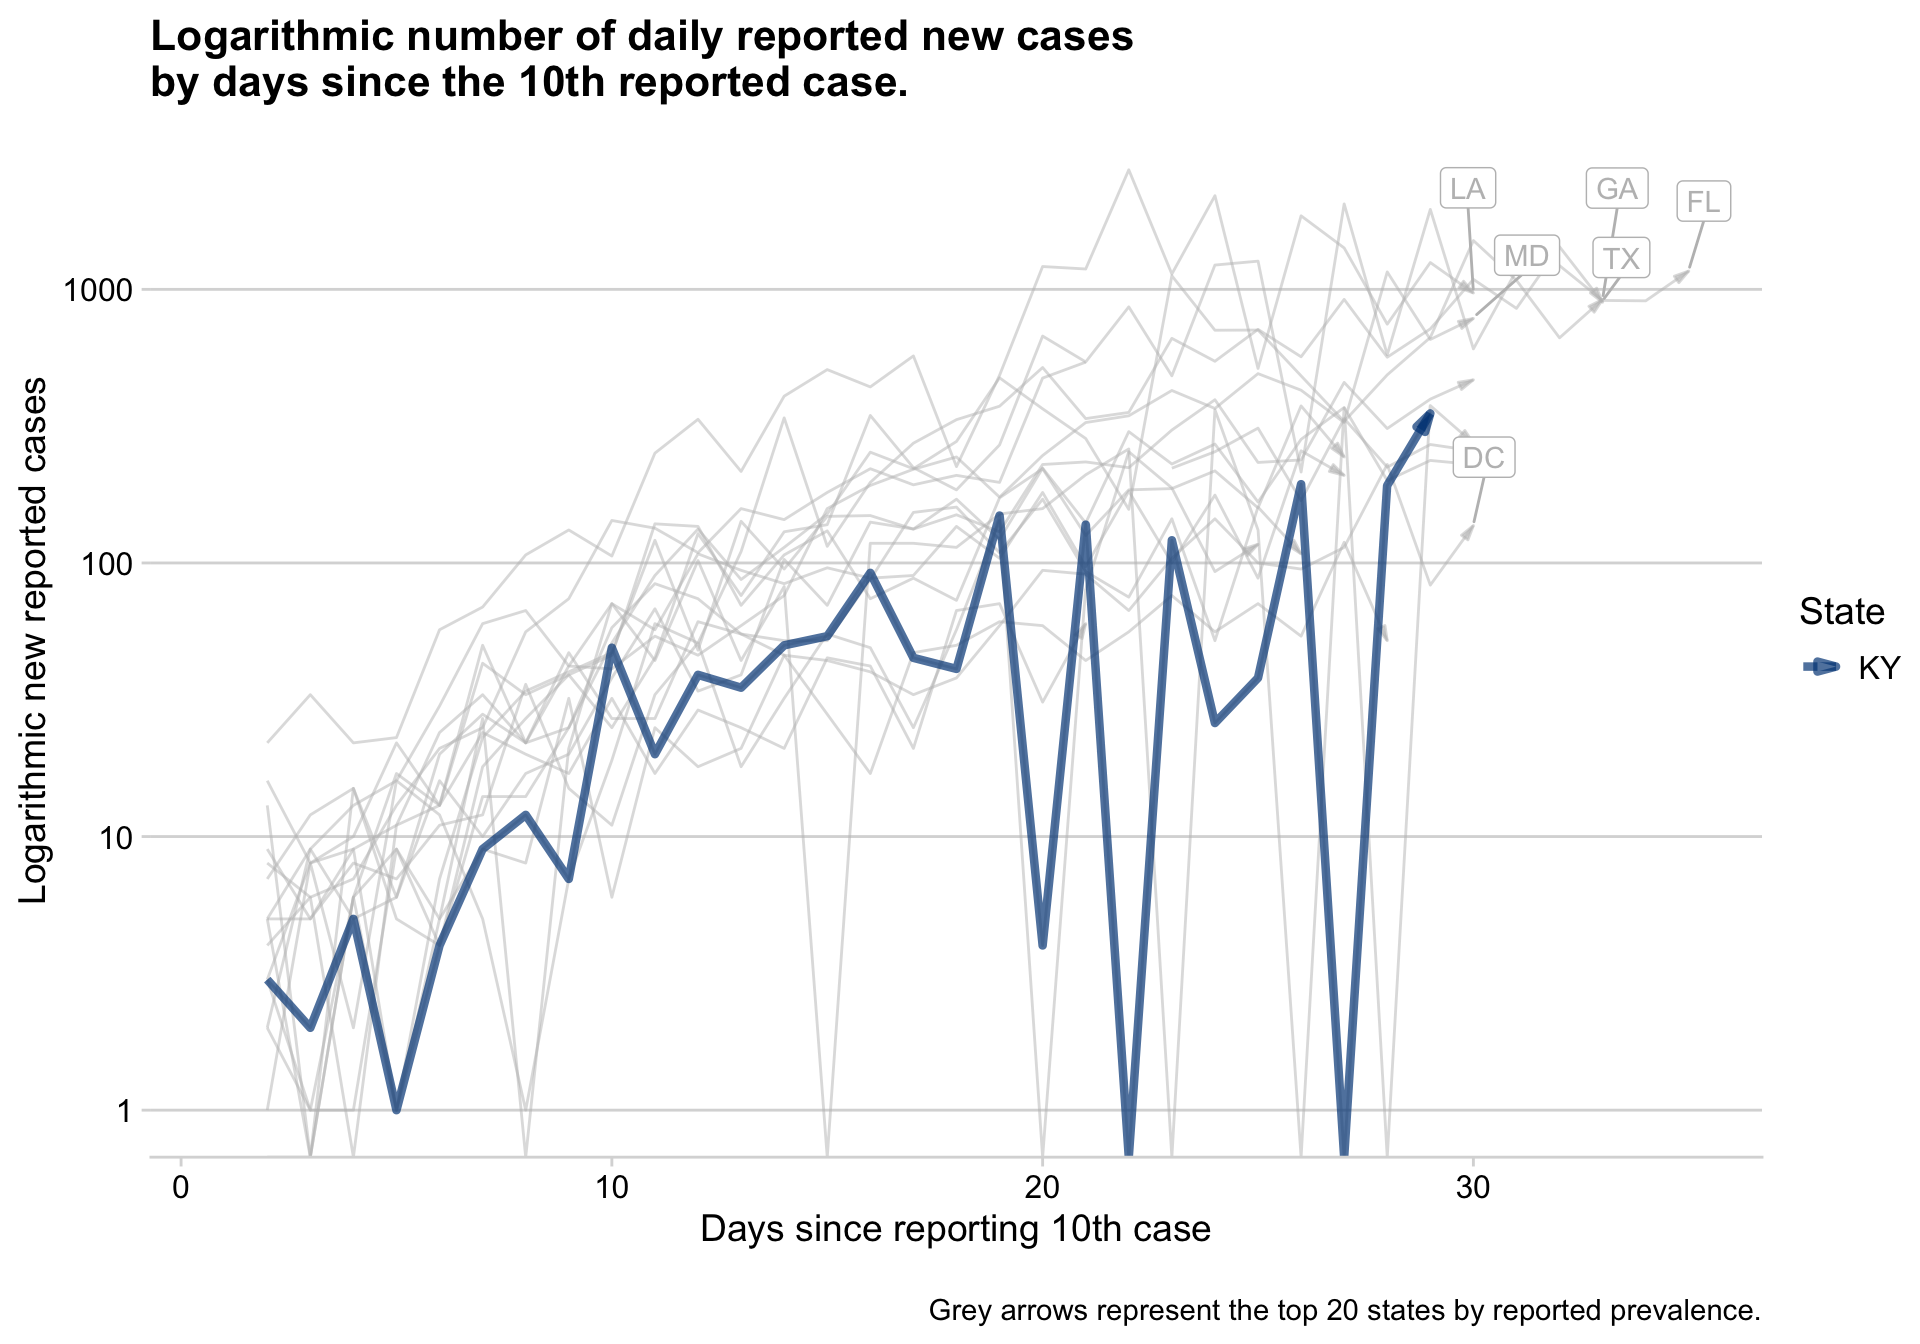 Logarithmic number of daily reported new cases
by days since the 10th reported case.
LA
GA
FL
MD
TX
DC
Logarithmic new reported cases
1000
100
10
1
0
10
20
30
Days since reporting 10th case
State
KY
Grey arrows represent the top 20 states by reported prevalence.